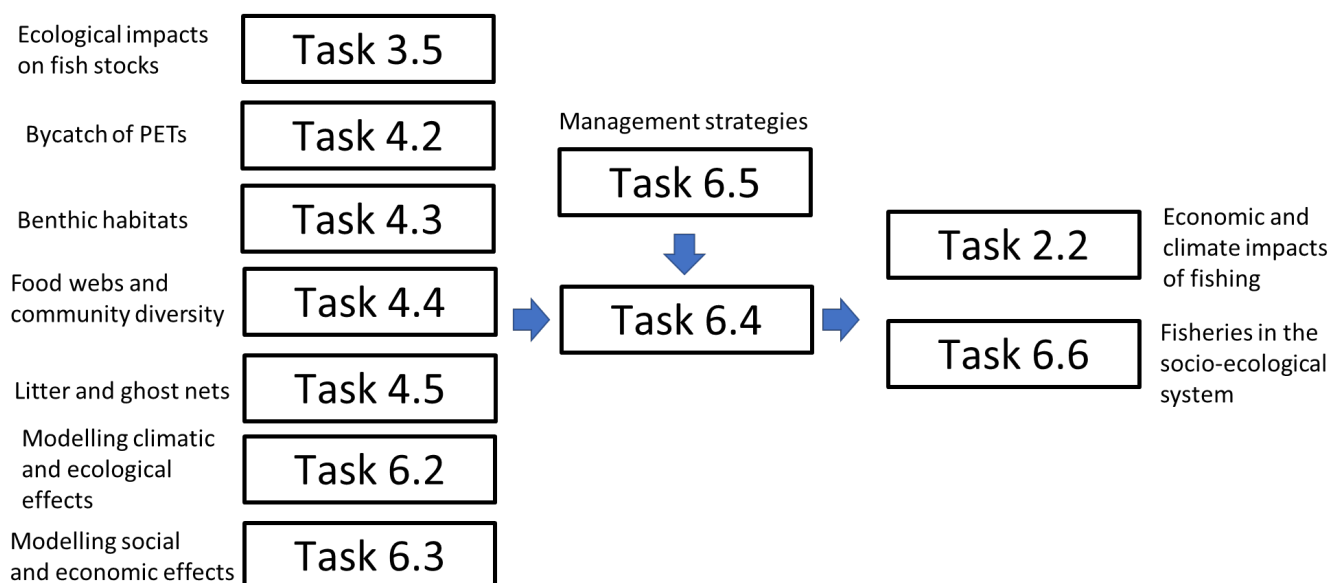 Ecological impacts
on fish stocks
Task 3.5
Bycatch of PETs
Task 4.2
Benthic habitats
Task 4.3
Food webs and
community diversity
Task 4.4
Litter and ghost nets
Task 4.5
Modelling climatic
and ecological
effects
Task 6.2
Modelling social
and economic effects
Task 6.3
Management strategies
Task 6.5
Task 6.4
Task 2.2
Economic and
climate impacts
of fishing
Task 6.6
Fisheries in the
socio-ecological
system